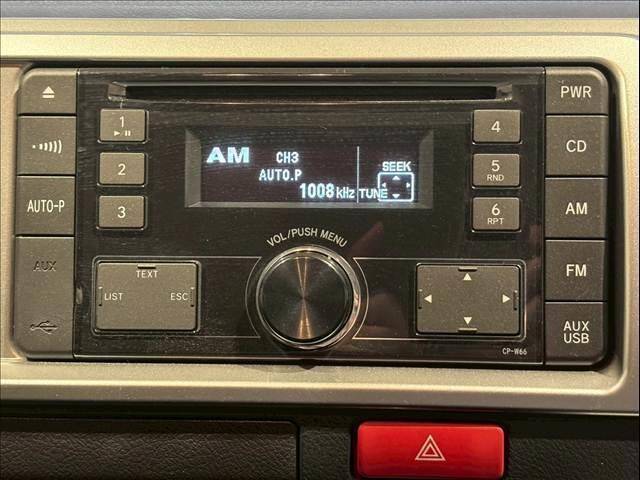 PWR
1
4
CD
AM CH3
SEEK
AUTO.P
2
5
RND
1008 kHz TUNE
AUTO-P
3
6
RPT
AM
VOL/PUSH MENU
AUX
TEXT
LIST ESC
FM
AUX
USB
CP-W66